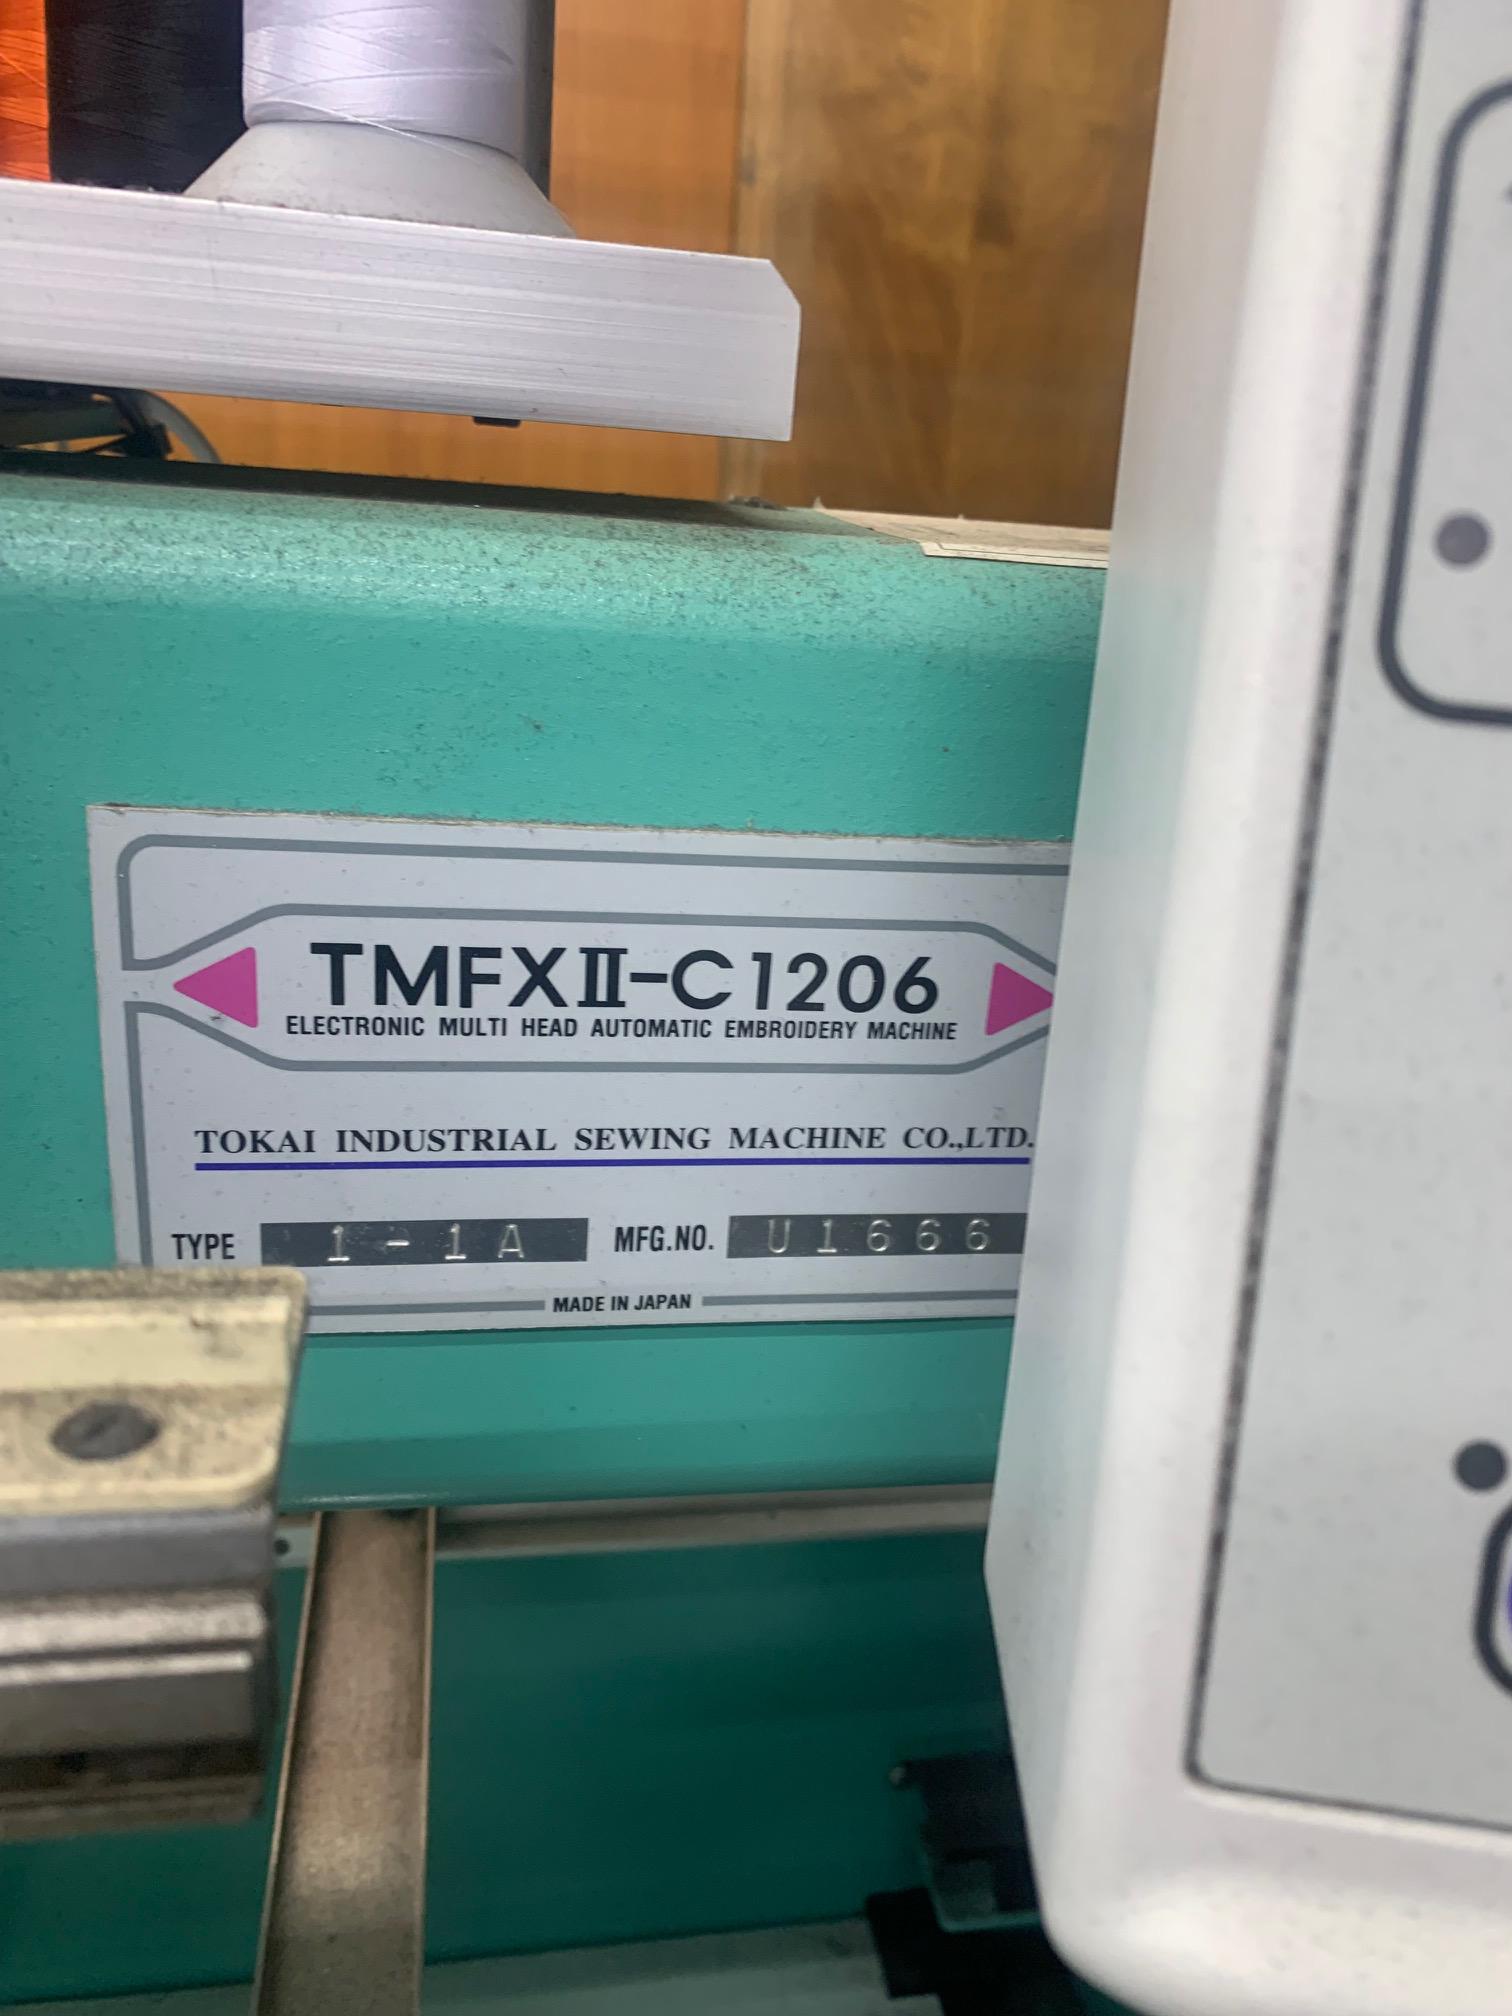 TMFXII-C1206
ELECTRONIC MULTI HEAD AUTOMATIC EMBROIDERY MACHINE
TOKAI INDUSTRIAL SEWING MACHINE CO.,LTD.
TYPE 1-1A MFG.NO. U1666
MADE IN JAPAN